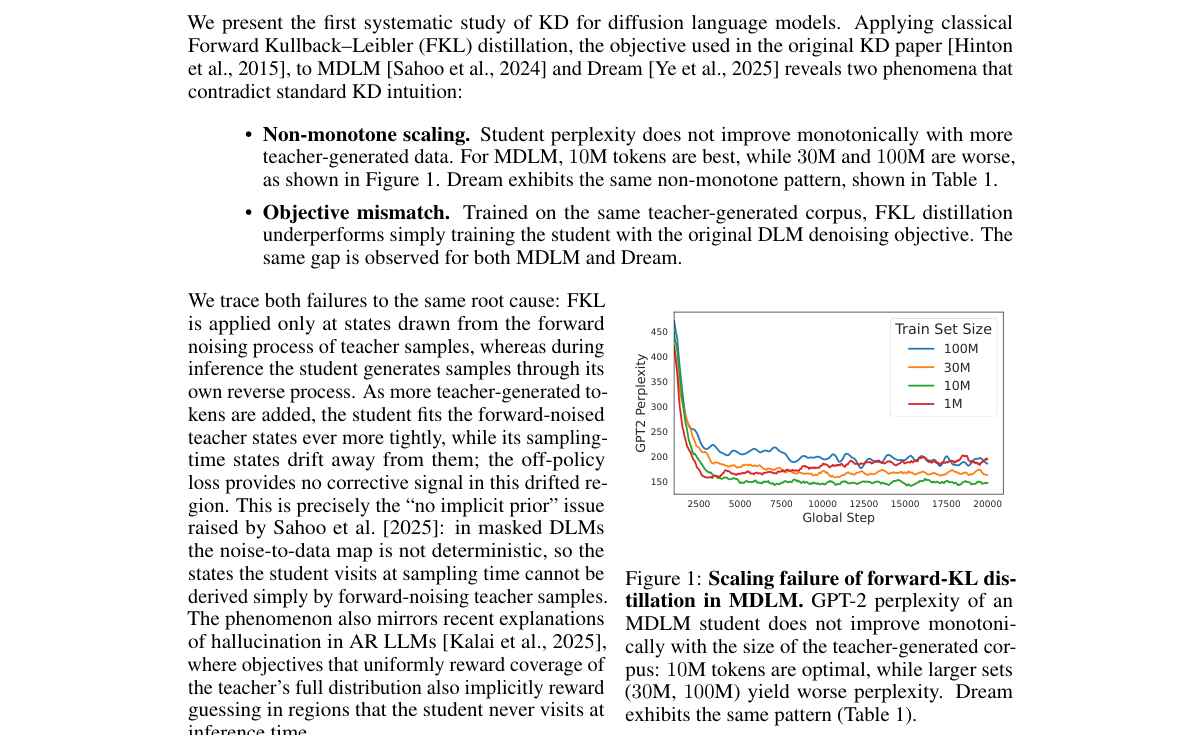 We present the first systematic study of KD for diffusion language models. Applying classical
Forward Kullback–Leibler (FKL) distillation, the objective used in the original KD paper [Hinton
et al., 2015], to MDLM [Sahoo et al., 2024] and Dream [Ye et al., 2025] reveals two phenomena that
contradict standard KD intuition:
• Non-monotone scaling. Student perplexity does not improve monotonically with more
teacher-generated data. For MDLM, 10M tokens are best, while 30M and 100M are worse,
as shown in Figure 1. Dream exhibits the same non-monotone pattern, shown in Table 1.
• Objective mismatch. Trained on the same teacher-generated corpus, FKL distillation
underperforms simply training the student with the original DLM denoising objective. The
same gap is observed for both MDLM and Dream.
We trace both failures to the same root cause: FKL
is applied only at states drawn from the forward
noising process of teacher samples, whereas during
inference the student generates samples through its
own reverse process. As more teacher-generated to-
kens are added, the student fits the forward-noised
teacher states ever more tightly, while its sampling-
time states drift away from them; the off-policy
loss provides no corrective signal in this drifted re-
gion. This is precisely the “no implicit prior” issue
raised by Sahoo et al. [2025]: in masked DLMs
the noise-to-data map is not deterministic, so the
states the student visits at sampling time cannot be
derived simply by forward-noising teacher samples.
The phenomenon also mirrors recent explanations
of hallucination in AR LLMs [Kalai et al., 2025],
where objectives that uniformly reward coverage of
the teacher’s full distribution also implicitly reward
guessing in regions that the student never visits at
inference time.
GPT2 Perplexity
450
400
350
300
250
200
150
Train Set Size
100M
30M
10M
1M
2500 5000 7500 10000 12500 15000 17500 20000
Global Step
Figure 1: Scaling failure of forward-KL dis-
tillation in MDLM. GPT-2 perplexity of an
MDLM student does not improve monotoni-
cally with the size of the teacher-generated cor-
pus: 10M tokens are optimal, while larger sets
(30M, 100M) yield worse perplexity. Dream
exhibits the same pattern (Table 1).